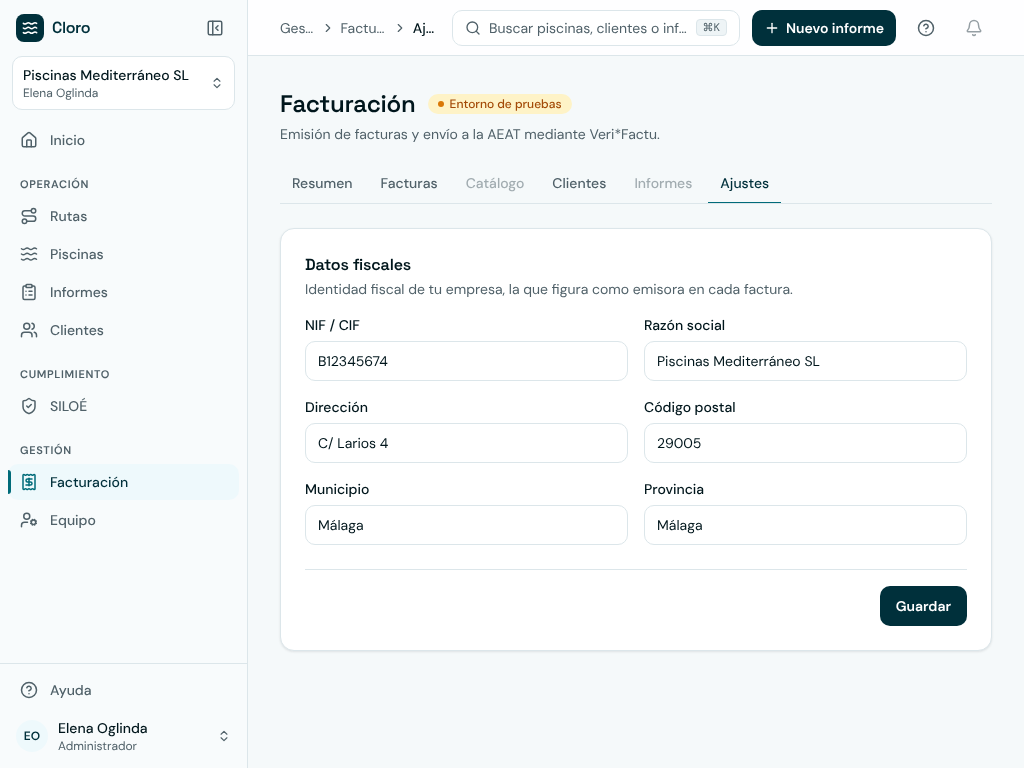 Cloro
Piscinas Mediterráneo SL
Elena Oglinda
Inicio
OPERACIÓN
Rutas
Piscinas
Informes
Clientes
CUMPLIMIENTO
SILOÉ
GESTIÓN
Facturación
Equipo
Ayuda
EO
Elena Oglinda
Administrador
Ges... > Factu... > Aj...
Buscar piscinas, clientes o inf... ⌘K
+ Nuevo informe
Facturación
Entorno de pruebas
Emisión de facturas y envío a la AEAT mediante Veri*Factu.
Resumen Facturas Catálogo Clientes Informes Ajustes
Datos fiscales
Identidad fiscal de tu empresa, la que figura como emisora en cada factura.
NIF / CIF
B12345674
Razón social
Piscinas Mediterráneo SL
Dirección
C/ Larios 4
Código postal
29005
Municipio
Málaga
Provincia
Málaga
Guardar